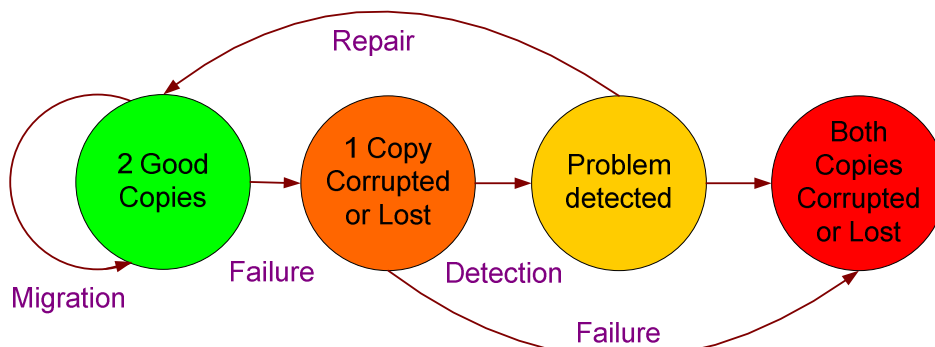 Repair
2 Good
Copies
1 Copy
Corrupted
or Lost
Problem
detected
Both
Copies
Corrupted
or Lost
Migration
Failure
Detection
Failure